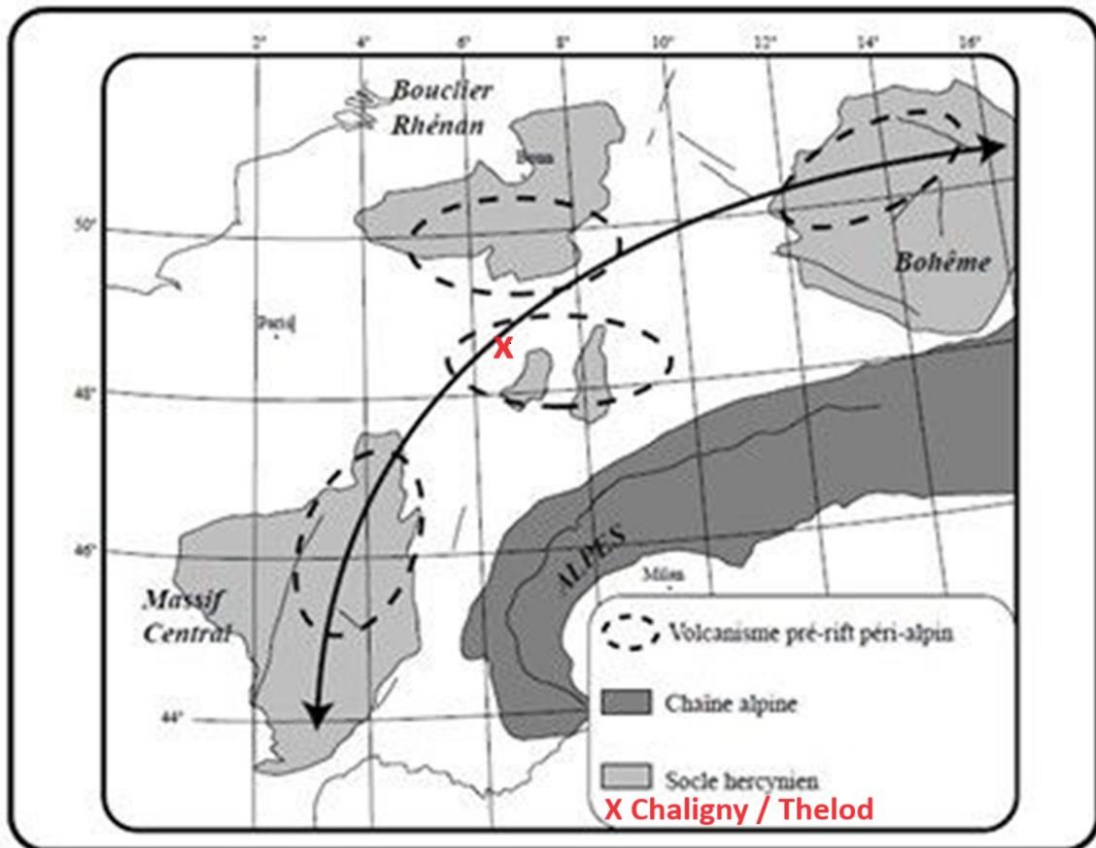 2° 4° 6° 8° 10° 12° 14° 16°
Bouclier
Rhénan
Bonn
50°
Bohême
Paris
X
48°
ALPES
46°
Milan
Massif
Central
Volcanisme pré-rift péri-alpin
44°
Chaîne alpine
Socle hercynien
X Chaligny / Thelod